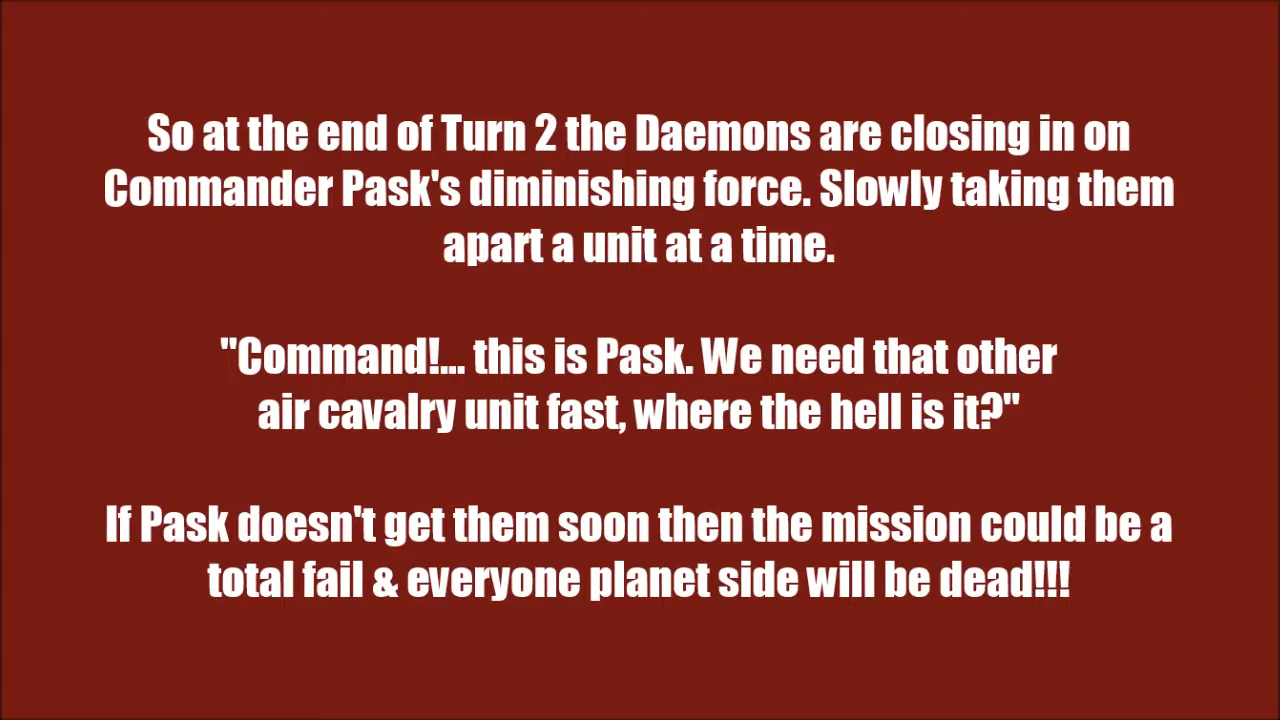 So at the end of Turn 2 the Daemons are closing in on
Commander Pask's diminishing force. Slowly taking them
apart a unit at a time.
"Command!... this is Pask. We need that other
air cavalry unit fast, where the hell is it?"
If Pask doesn't get them soon then the mission could be a
total fail & everyone planet side will be dead!!!